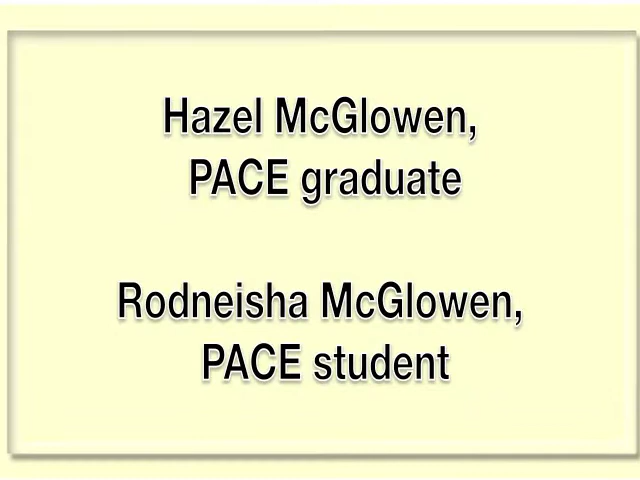 Hazel McGlowen,
PACE graduate
Rodneisha McGlowen,
PACE student